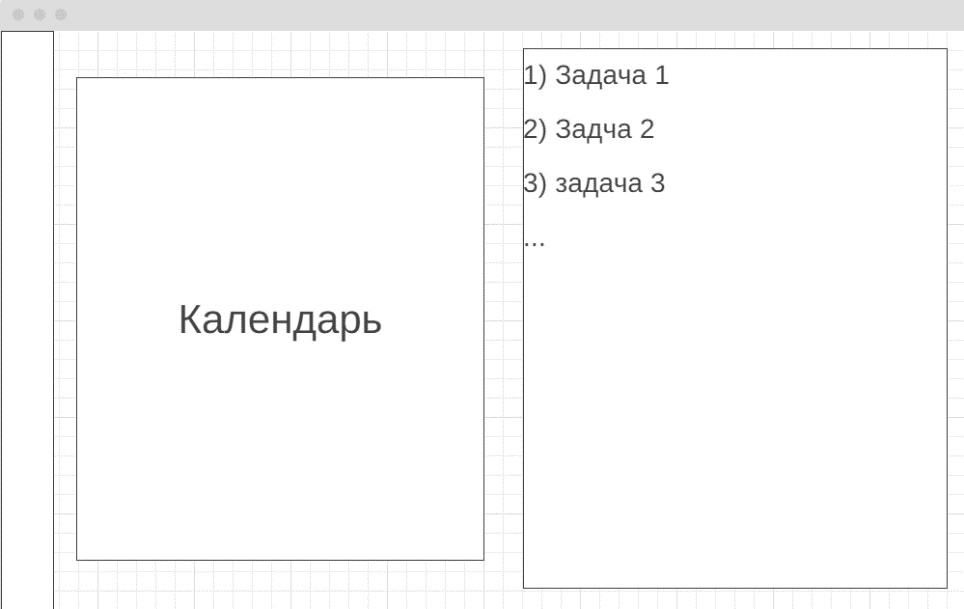 Календарь
1) Задача 1
2) Задча 2
3) задача 3
...